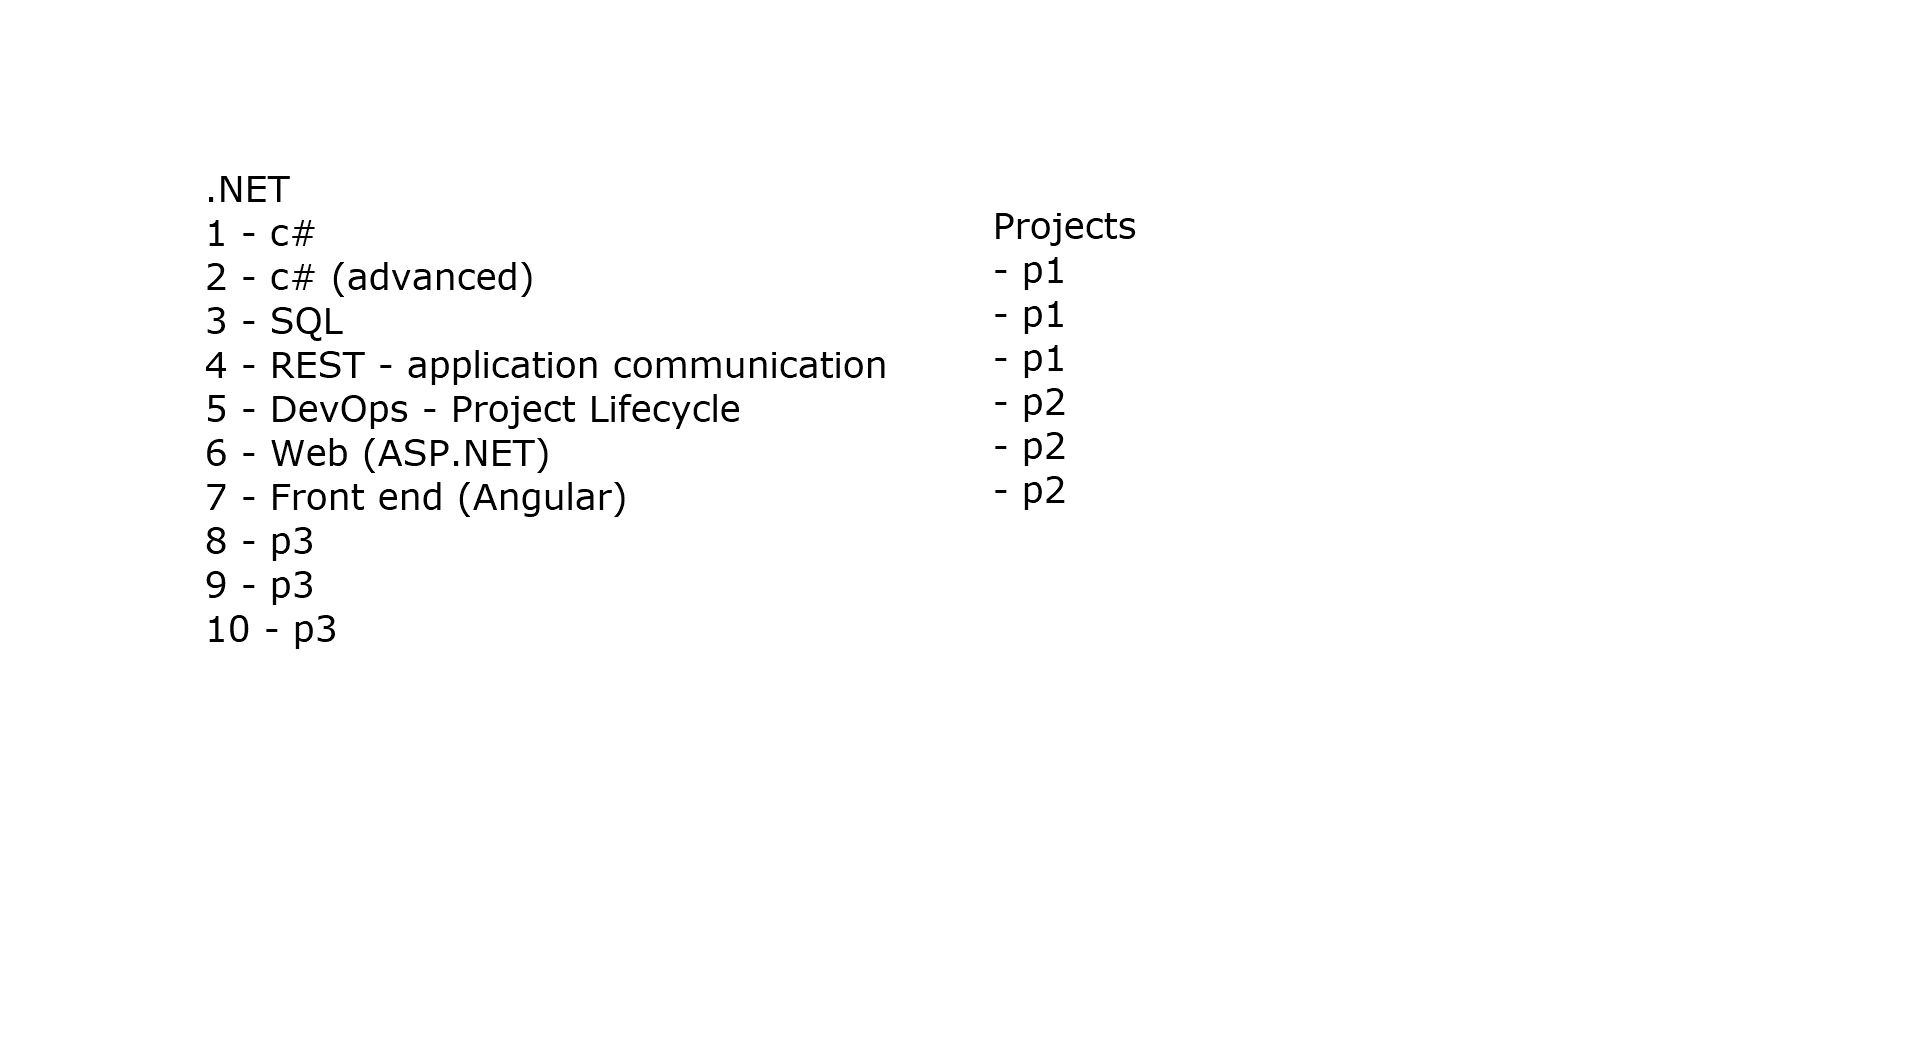 .NET
1 - c#
2 - c# (advanced)
3 - SQL
4 - REST - application communication
5 - DevOps - Project Lifecycle
6 - Web (ASP.NET)
7 - Front end (Angular)
8 - p3
9 - p3
10 - p3
Projects
- p1
- p1
- p1
- p2
- p2
- p2